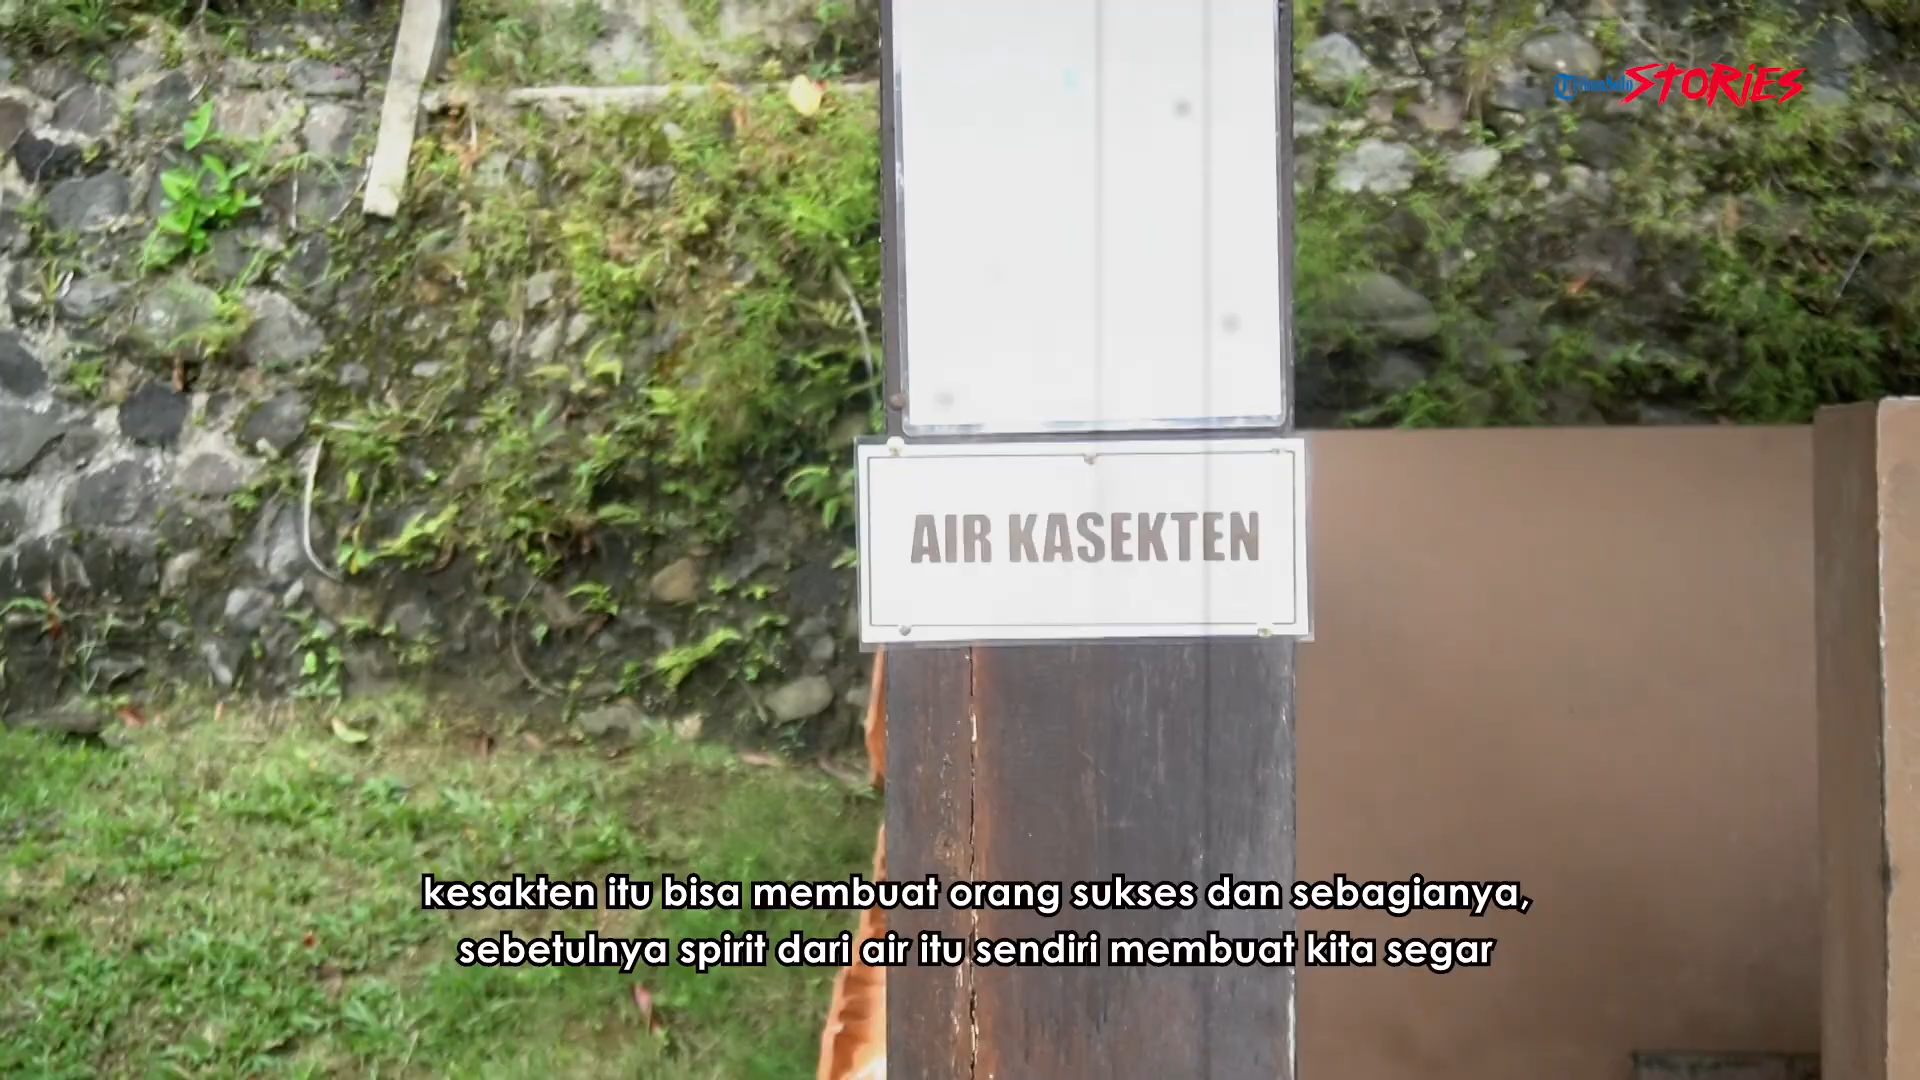 STORIES
AIR KASEKTEN
kesakten itu bisa membuat orang sukses dan sebagianya,
sebetulnya spirit dari air itu sendiri membuat kita segar